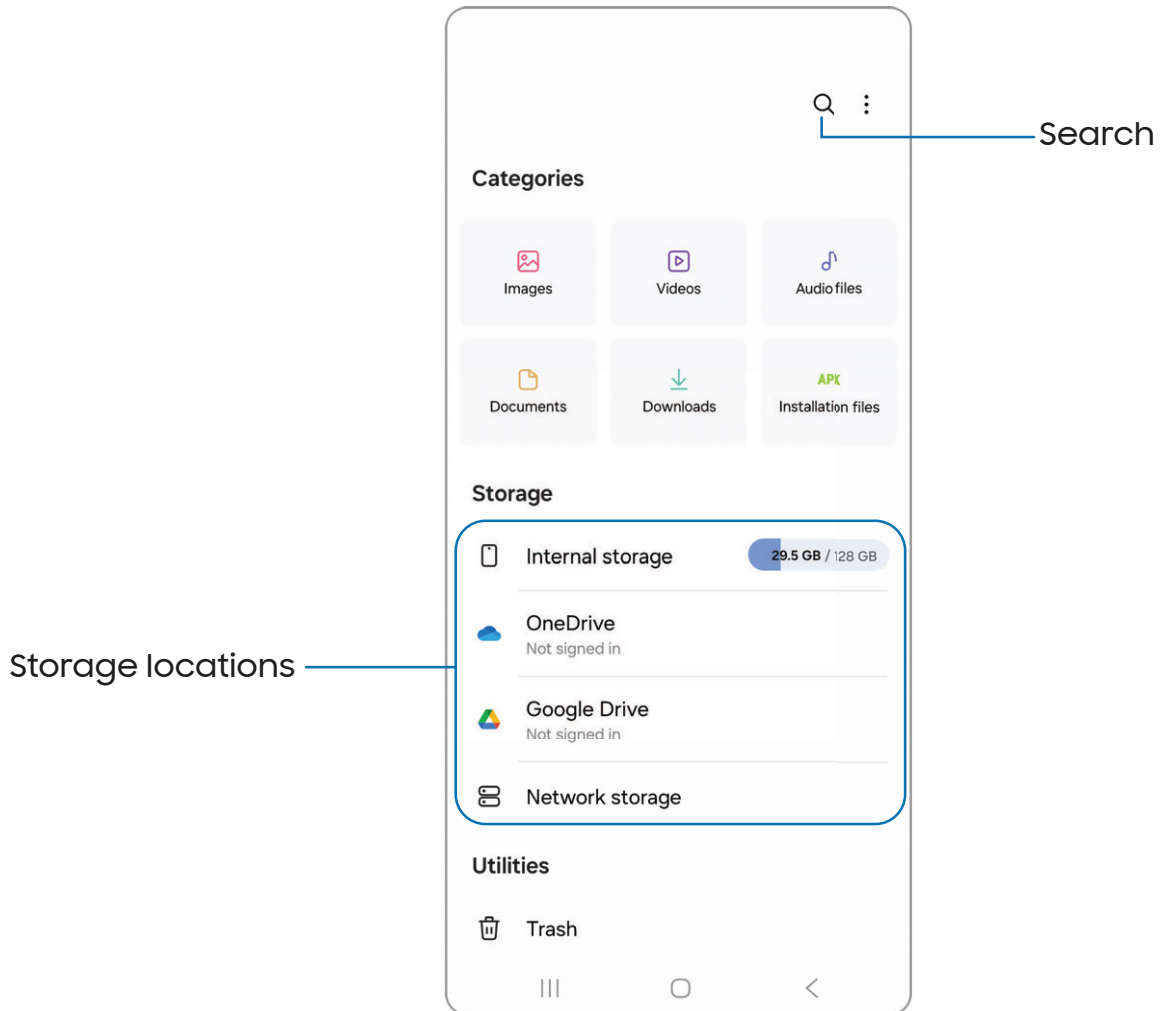 Search
Categories
Images
Videos
Audio files
Documents
Downloads
APK
Installation files
Storage
Internal storage
29.5 GB / 128 GB
OneDrive
Not signed in
Storage locations
Google Drive
Not signed in
Network storage
Utilities
Trash